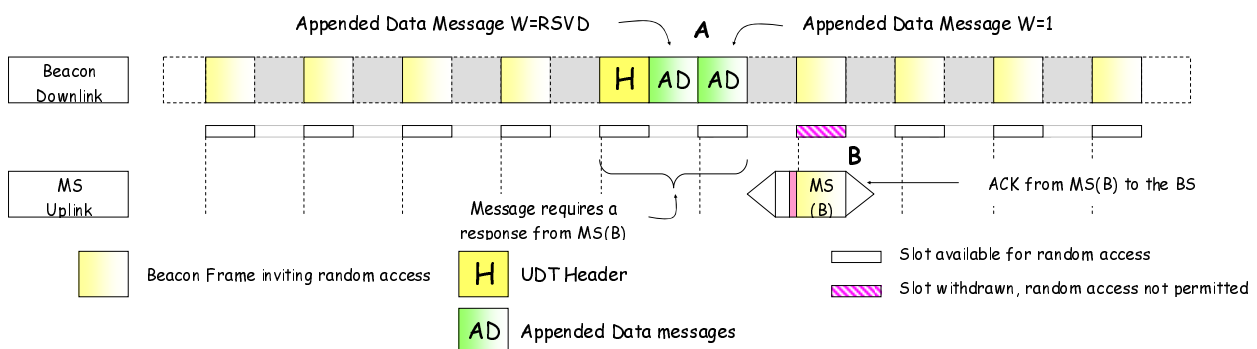 Appended Data Message W=RSVD
A
Appended Data Message W=1
Beacon
Downlink
H
AD
AD
B
MS
Uplink
MS
(B)
ACK from MS(B) to the BS
Message requires a
response from MS(B)
Beacon Frame inviting random access
H
UDT Header
Slot available for random access
Slot withdrawn, random access not permitted
AD
Appended Data messages